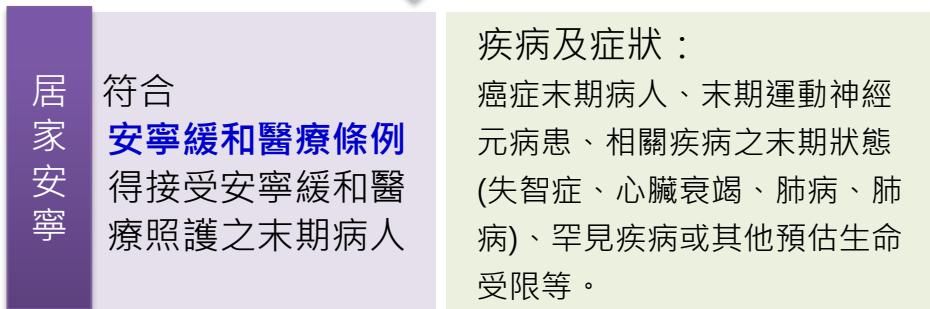 居家安寧
符合
安寧緩和醫療條例
得接受安寧緩和醫
療照護之末期病人
疾病及症狀：
癌症末期病人、末期運動神經
元病患、相關疾病之末期狀態
(失智症、心臟衰竭、肺病、肺
病)、罕見疾病或其他預估生命
受限等。